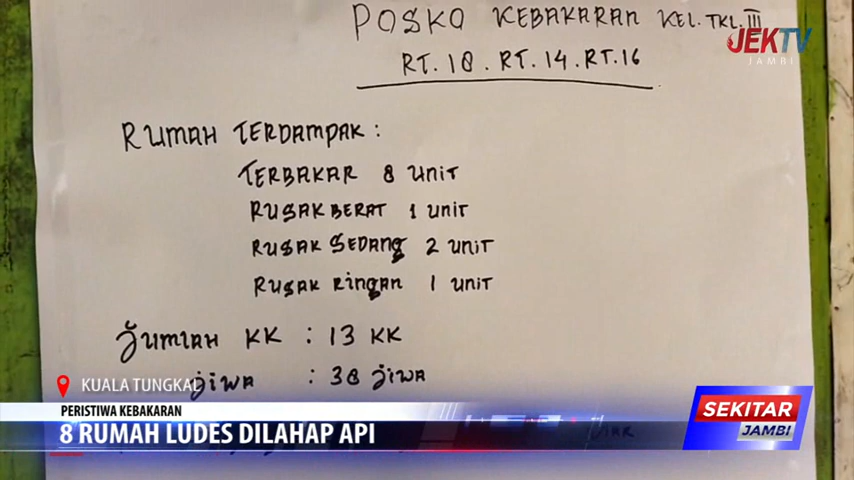 POSKO KEBAKARAN KEL. TKL. III
RT. 18 . RT. 14 . RT. 16
JEKTV
JAMBI
RUMAH TERDAMPAK :
TERBAKAR 8 UNIT
RUSAK BERAT 1 UNIT
RUSAK SEDANG 2 UNIT
RUSAK RINGAN 1 UNIT
JUMLAH KK : 13 KK
JIWA : 38 JIWA
KUALA TUNGKAL
PERISTIWA KEBAKARAN
8 RUMAH LUDES DILAHAP API
SEKITAR
JAMBI